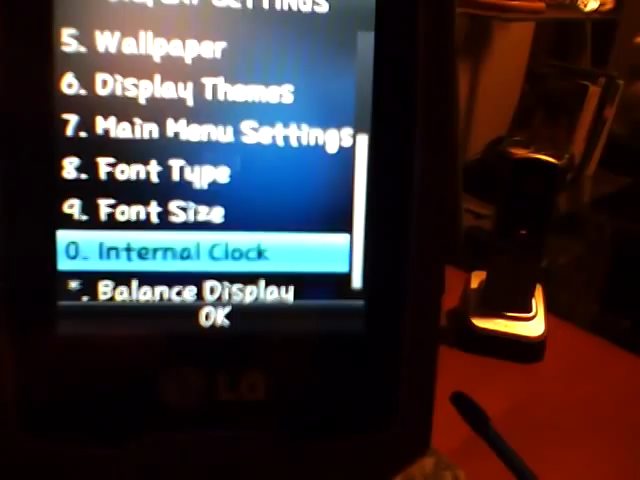 SETTINGS
5. Wallpaper
6. Display Themes
7. Main Menu Settings
8. Font Type
9. Font Size
0. Internal Clock
*. Balance Display
OK
LG